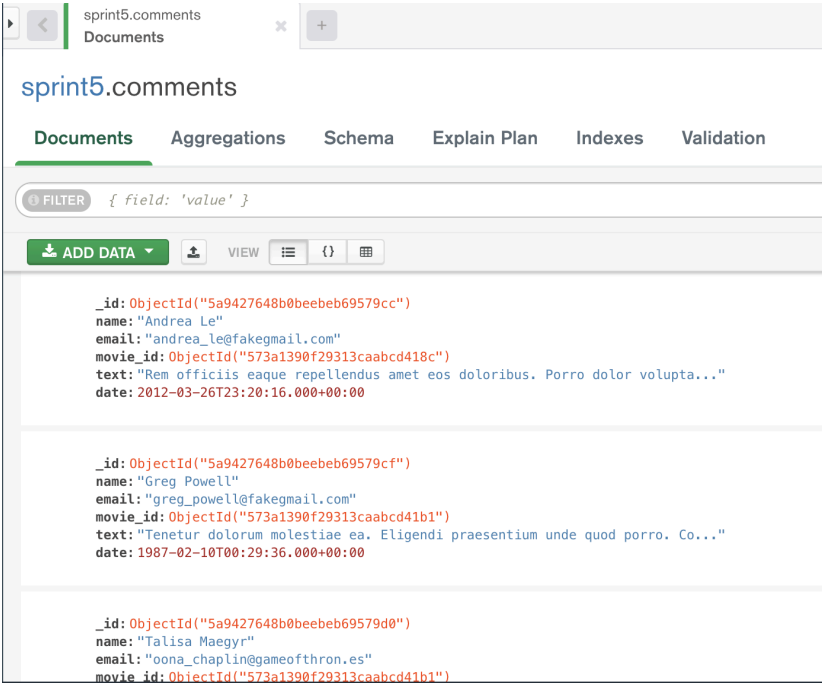 sprint5.comments
Documents
sprint5.comments
Documents Aggregations Schema Explain Plan Indexes Validation
FILTER { field: 'value' }
ADD DATA VIEW {}
_id: ObjectId("5a9427648b0beebeb69579cc")
name: "Andrea Le"
email: "andrea_le@fakegmail.com"
movie_id: ObjectId("573a1390f29313caabcd418c")
text: "Rem officiis eaque repellendus amet eos doloribus. Porro dolor volupta..."
date: 2012-03-26T23:20:16.000+00:00
_id: ObjectId("5a9427648b0beebeb69579cf")
name: "Greg Powell"
email: "greg_powell@fakegmail.com"
movie_id: ObjectId("573a1390f29313caabcd41b1")
text: "Tenetur dolorum molestiae ea. Eligendi praesentium unde quod porro. Co..."
date: 1987-02-10T00:29:36.000+00:00
_id: ObjectId("5a9427648b0beebeb69579d0")
name: "Talisa Maegyr"
email: "oona_chaplin@gameofthron.es"
movie_id: ObjectId("573a1390f29313caabcd41b1")